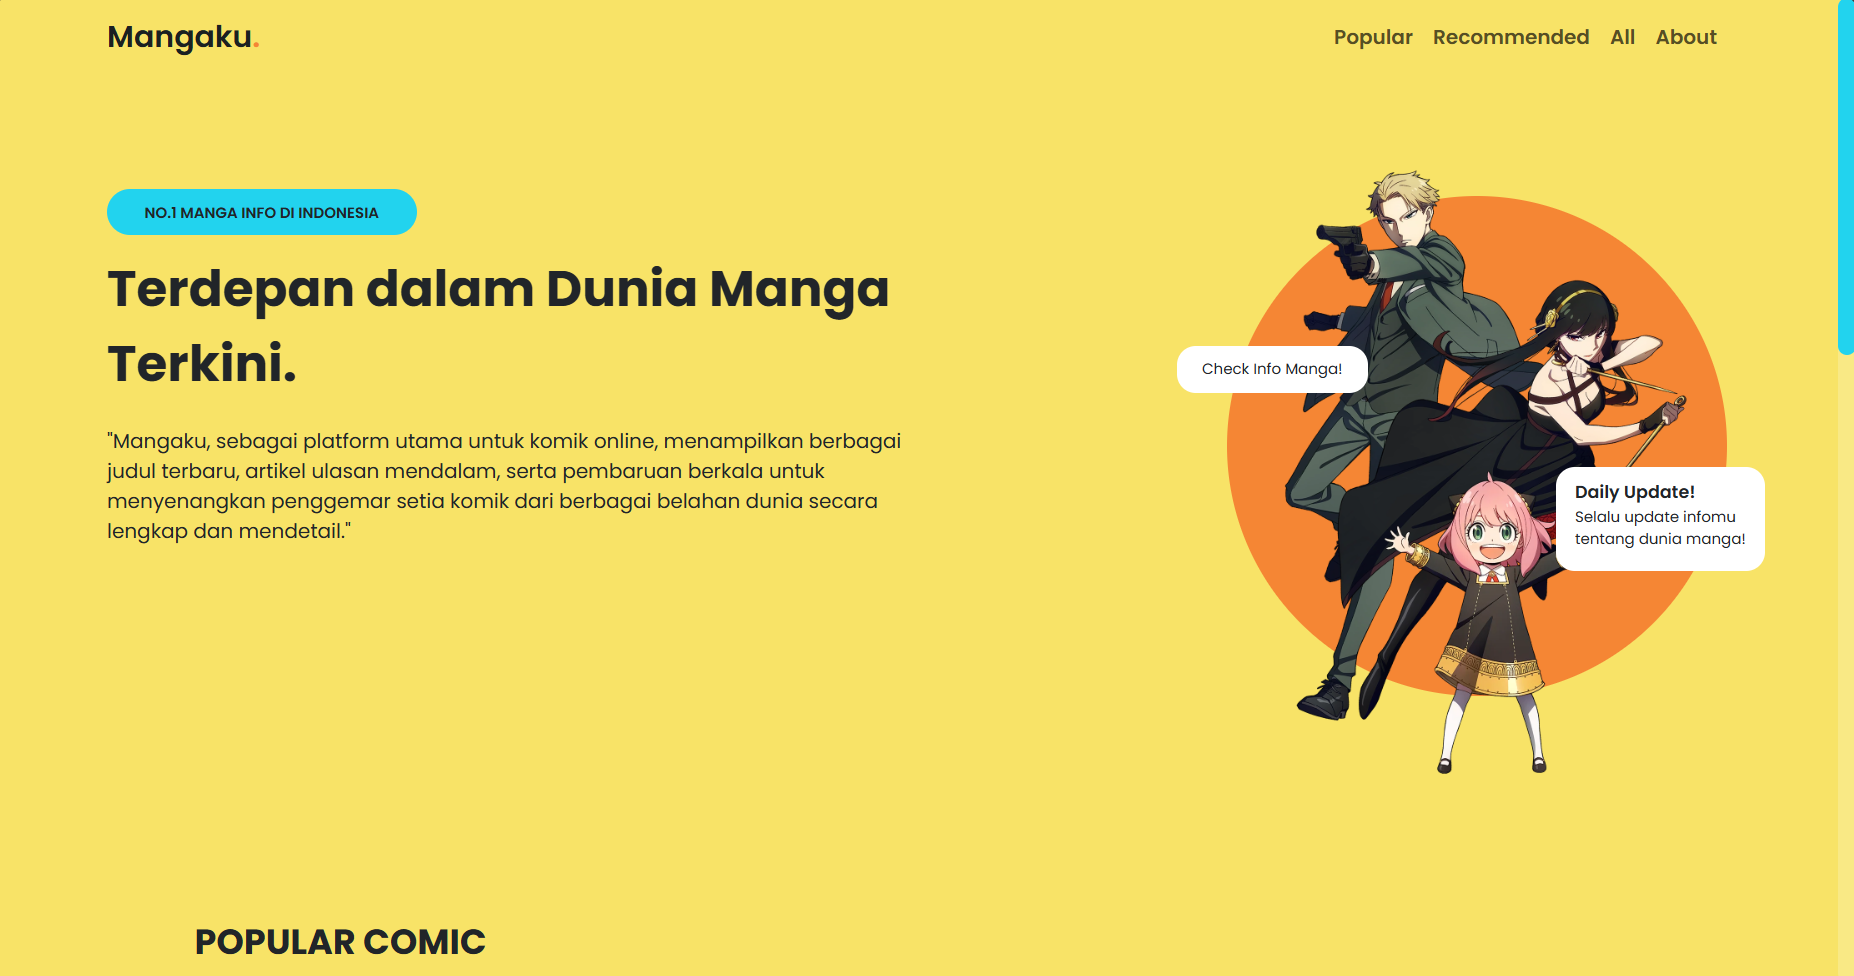 Mangaku.
Popular Recommended All About
NO.1 MANGA INFO DI INDONESIA
Terdepan dalam Dunia Manga
Terkini.
"Mangaku, sebagai platform utama untuk komik online, menampilkan berbagai
judul terbaru, artikel ulasan mendalam, serta pembaruan berkala untuk
menyenangkan penggemar setia komik dari berbagai belahan dunia secara
lengkap dan mendetail."
Check Info Manga!
Daily Update!
Selalu update infomu
tentang dunia manga!
POPULAR COMIC